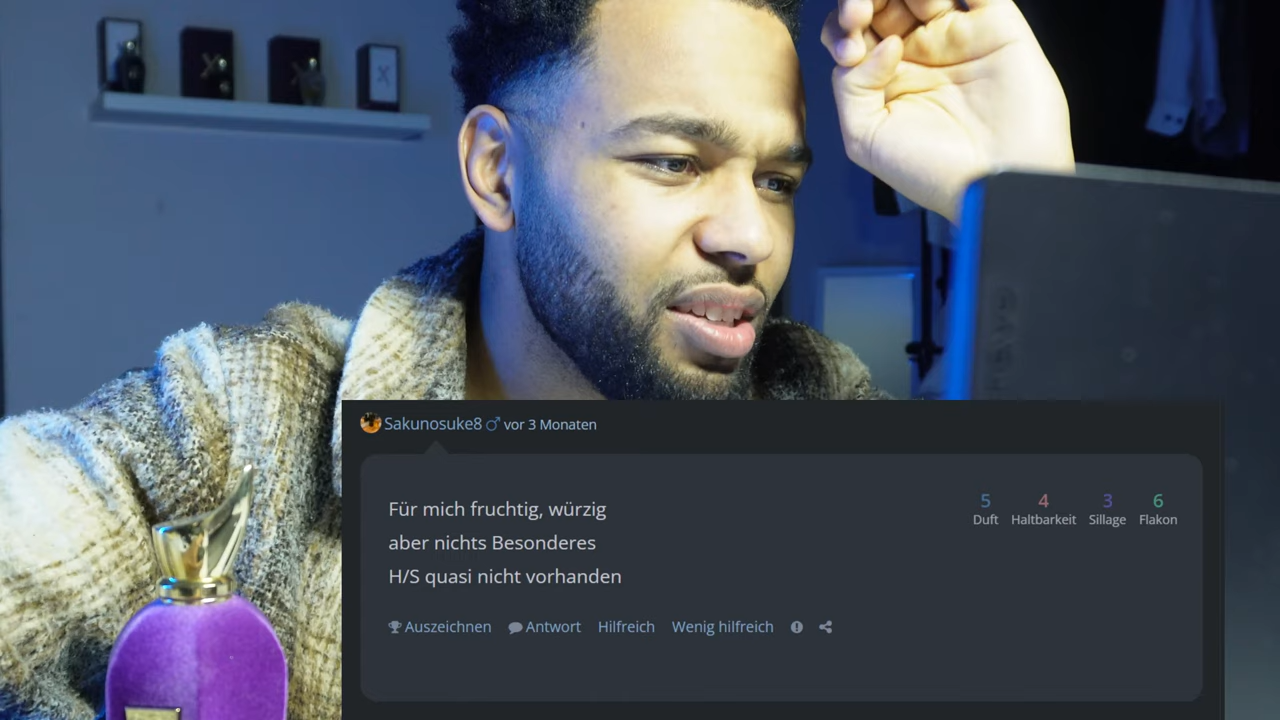 Sakunosuke8 ♂ vor 3 Monaten
Für mich fruchtig, würzig
aber nichts Besonderes
H/S quasi nicht vorhanden
5 4 3 6
Duft Haltbarkeit Sillage Flakon
Auszeichnen Antwort Hilfreich Wenig hilfreich